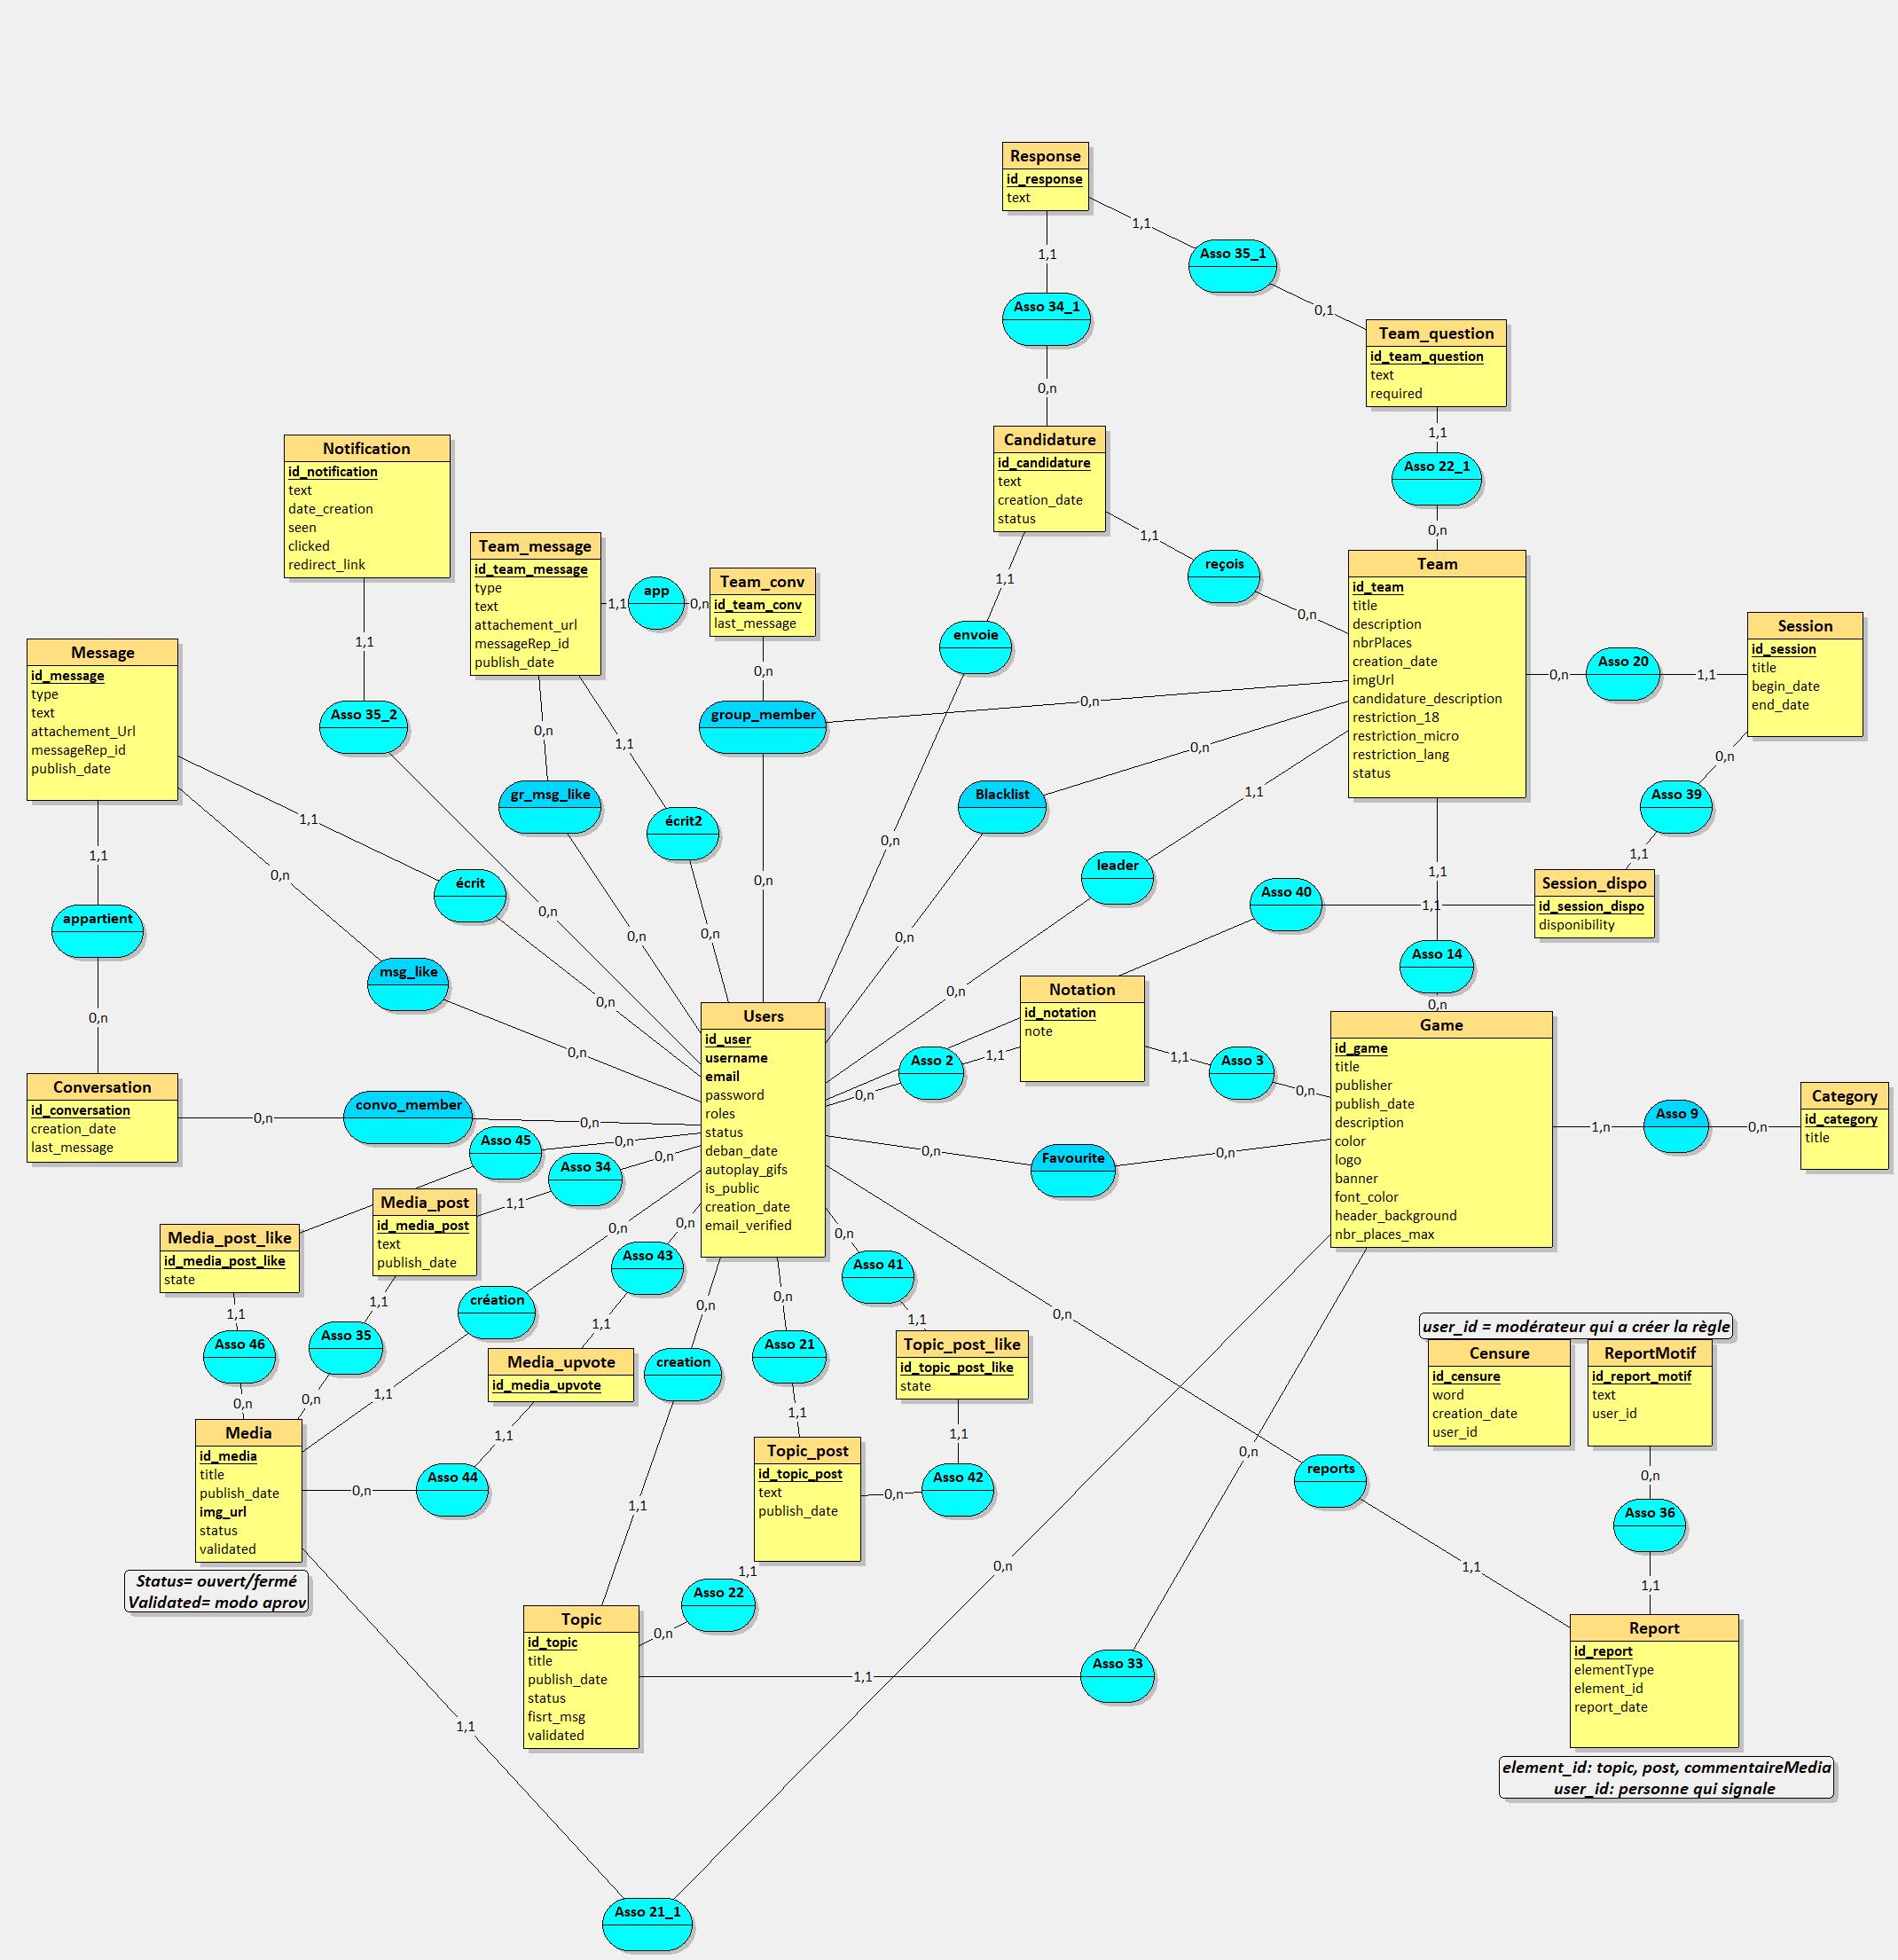 Response
id_response
text
1,1
Asso 35_1
0,1
1,1
Asso 34_1
0,n
Team_question
id_team_question
text
required
1,1
Asso 22_1
0,n
Candidature
id_candidature
text
creation_date
status
1,1
reçois
0,n
1,1
envoie
0,n
Notification
id_notification
text
date_creation
seen
clicked
redirect_link
1,1
Asso 35_2
0,n
Team_message
id_team_message
type
text
attachement_url
messageRep_id
publish_date
1,1
app
0,n
Team_conv
id_team_conv
last_message
0,n
group_member
0,n
0,n
0,n
gr_msg_like
0,n
1,1
écrit2
0,n
Team
id_team
title
description
nbrPlaces
creation_date
imgUrl
candidature_description
restriction_18
restriction_micro
restriction_lang
status
0,n
Asso 20
1,1
Session
id_session
title
begin_date
end_date
0,n
Asso 39
1,1
Session_dispo
id_session_dispo
disponibility
1,1
Asso 40
0,n
Blacklist
0,n
1,1
leader
0,n
1,1
Asso 14
0,n
Message
id_message
type
text
attachement_Url
messageRep_id
publish_date
1,1
écrit
0,n
0,n
msg_like
0,n
1,1
appartient
0,n
Conversation
id_conversation
creation_date
last_message
0,n
convo_member
0,n
Users
id_user
username
email
password
roles
status
deban_date
autoplay_gifs
is_public
creation_date
email_verified
Notation
id_notation
note
1,1
Asso 2
0,n
1,1
Asso 3
0,n
Game
id_game
title
publisher
publish_date
description
color
logo
banner
font_color
header_background
nbr_places_max
1,n
Asso 9
0,n
Category
id_category
title
0,n
Favourite
0,n
Asso 45
0,n
Asso 34
0,n
1,1
Media_post
id_media_post
text
publish_date
1,1
Asso 35
0,n
Media_post_like
id_media_post_like
state
1,1
Asso 46
0,n
0,n
création
1,1
0,n
Asso 43
1,1
Media_upvote
id_media_upvote
1,1
Asso 44
0,n
Media
id_media
title
publish_date
img_url
status
validated
Status= ouvert/fermé
Validated= modo aprov
0,n
creation
1,1
0,n
Asso 21
1,1
Topic_post
id_topic_post
text
publish_date
0,n
Asso 41
1,1
Topic_post_like
id_topic_post_like
state
1,1
Asso 42
0,n
1,1
Asso 22
0,n
Topic
id_topic
title
publish_date
status
fisrt_msg
validated
1,1
Asso 33
0,n
1,1
Asso 21_1
0,n
0,n
reports
1,1
user_id = modérateur qui a créer la règle
Censure
id_censure
word
creation_date
user_id
ReportMotif
id_report_motif
text
user_id
0,n
Asso 36
1,1
Report
id_report
elementType
element_id
report_date
element_id: topic, post, commentaireMedia
user_id: personne qui signale